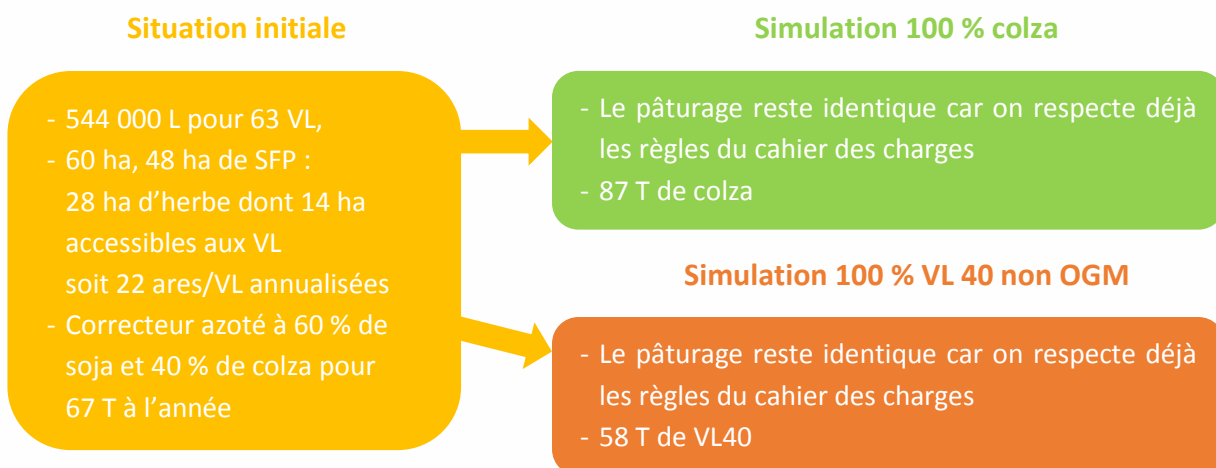 Situation initiale
- 544 000 L pour 63 VL,
- 60 ha, 48 ha de SFP :
28 ha d’herbe dont 14 ha
accessibles aux VL
soit 22 ares/VL annualisées
- Correcteur azoté à 60 % de
soja et 40 % de colza pour
67 T à l’année
Simulation 100 % colza
- Le pâturage reste identique car on respecte déjà
les règles du cahier des charges
- 87 T de colza
Simulation 100 % VL 40 non OGM
- Le pâturage reste identique car on respecte déjà
les règles du cahier des charges
- 58 T de VL40